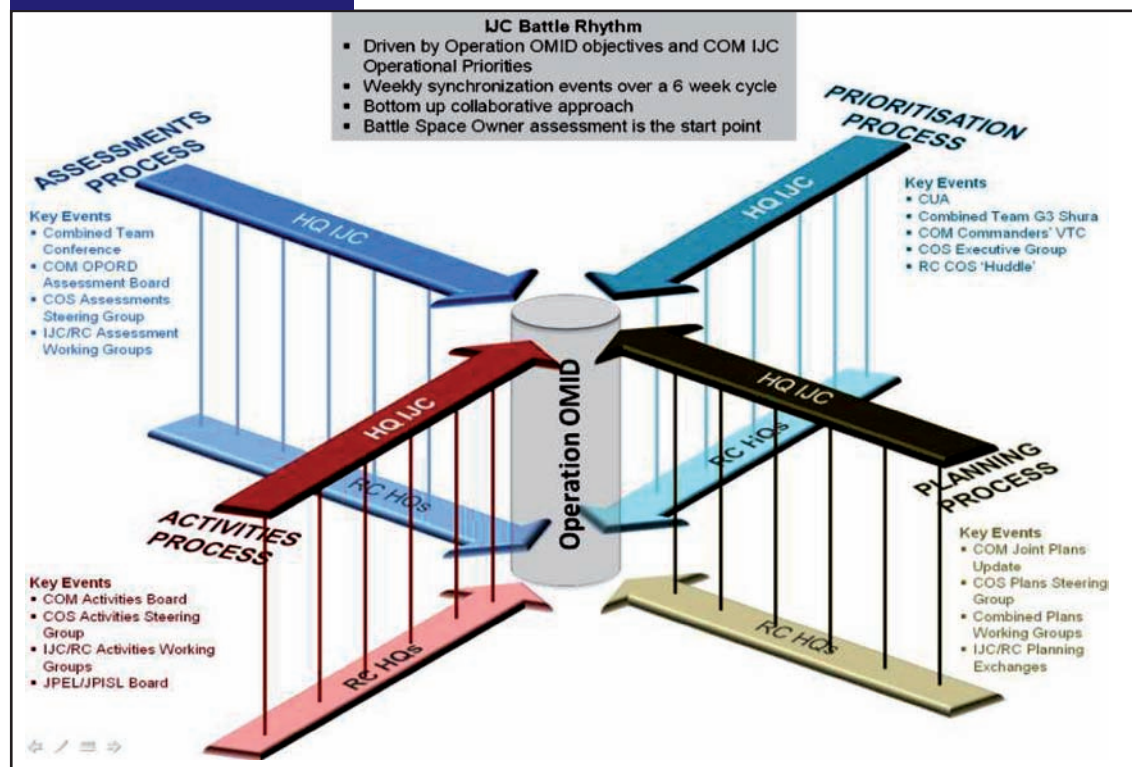 IJC Battle Rhythm
▪ Driven by Operation OMID objectives and COM IJC
Operational Priorities
▪ Weekly synchronization events over a 6 week cycle
▪ Bottom up collaborative approach
▪ Battle Space Owner assessment is the start point
ASSESSMENTS
PROCESS
HQ IJC
Key Events
▪ Combined Team
Conference
▪ COM OPORD
Assessment Board
▪ COS Assessments
Steering Group
▪ IJC/RC Assessment
Working Groups
RC HQs
PRIORITISATION
PROCESS
HQ IJC
Key Events
▪ CUA
▪ Combined Team G3 Shura
▪ COM Commanders' VTC
▪ COS Executive Group
▪ RC COS 'Huddle'
RC HQs
Operation OMID
HQ IJC
ACTIVITIES
PROCESS
Key Events
▪ COM Activities Board
▪ COS Activities Steering
Group
▪ IJC/RC Activities Working
Groups
▪ JPEL/JPISL Board
RC HQs
HQ IJC
PLANNING
PROCESS
Key Events
▪ COM Joint Plans
Update
▪ COS Plans Steering
Group
▪ Combined Plans
Working Groups
▪ IJC/RC Planning
Exchanges
RC HQs